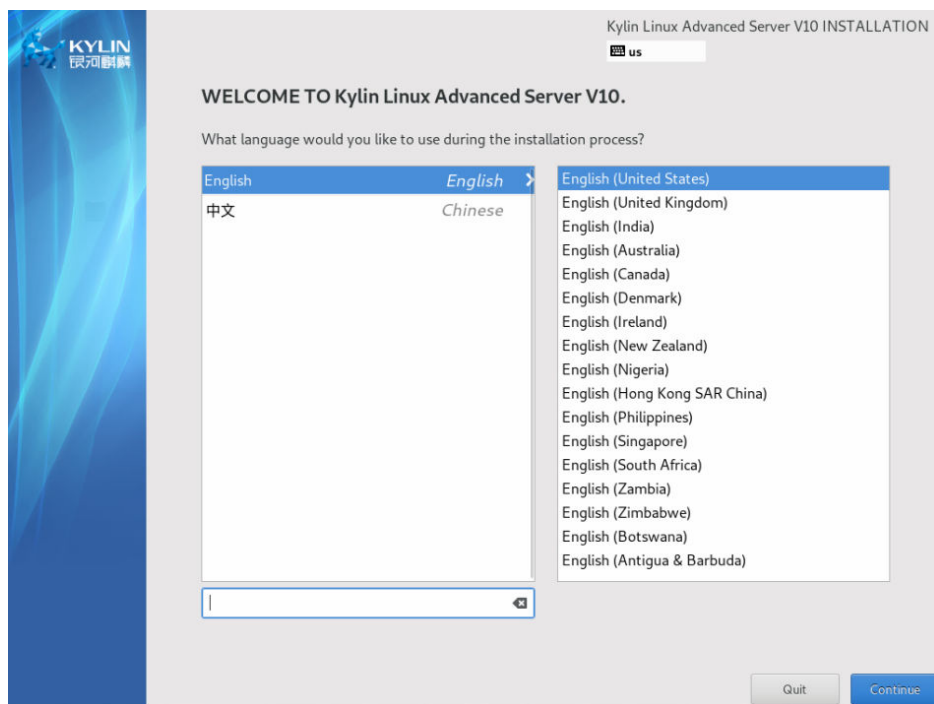 KYLIN
银河麒麟
Kylin Linux Advanced Server V10 INSTALLATION
us
WELCOME TO Kylin Linux Advanced Server V10.
What language would you like to use during the installation process?
English English
中文 Chinese
English (United States)
English (United Kingdom)
English (India)
English (Australia)
English (Canada)
English (Denmark)
English (Ireland)
English (New Zealand)
English (Nigeria)
English (Hong Kong SAR China)
English (Philippines)
English (Singapore)
English (South Africa)
English (Zambia)
English (Zimbabwe)
English (Botswana)
English (Antigua & Barbuda)
Quit
Continue